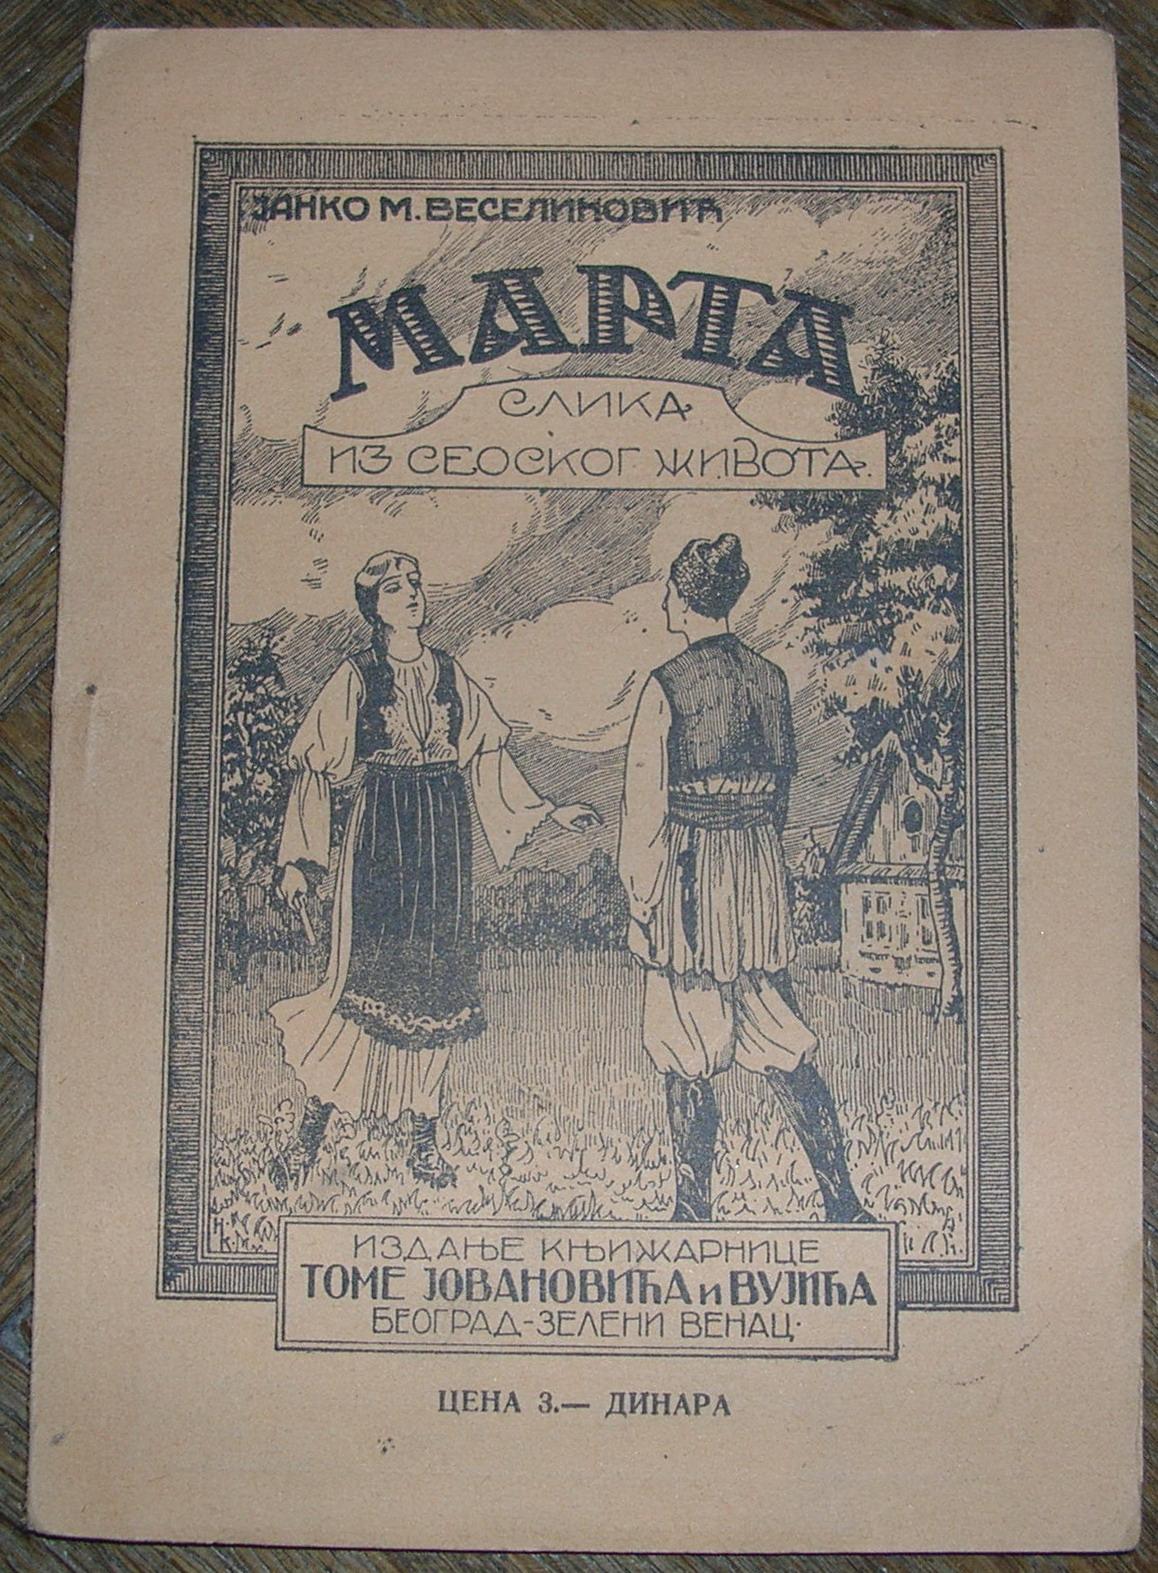 ЈАНКО М. ВЕСЕЛИНОВИЋ
МАРТА
СЛИКА
ИЗ СЕОСКОГ ЖИВОТА.
ИЗДАЊЕ КЊИЖАРНИЦЕ
ТОМЕ ЈОВАНОВИЋА И ВУЈИЋА
БЕОГРАД-ЗЕЛЕНИ ВЕНАЦ.
ЦЕНА 3.— ДИНАРА